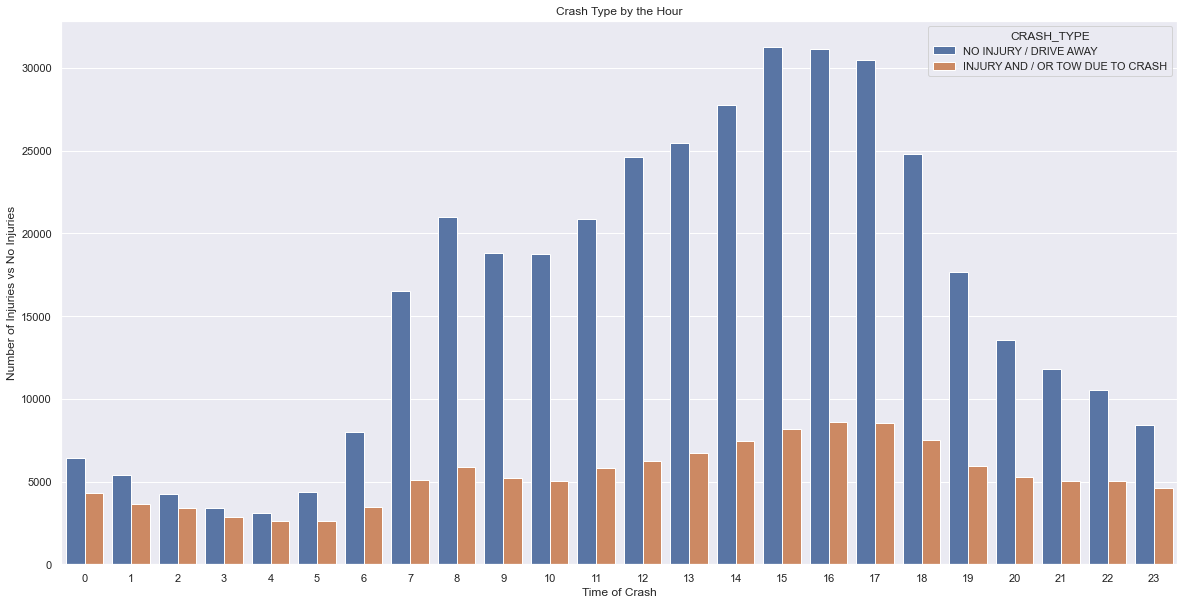 Crash Type by the Hour
CRASH_TYPE
NO INJURY / DRIVE AWAY
INJURY AND / OR TOW DUE TO CRASH
Number of Injuries vs No Injuries
30000
25000
20000
15000
10000
5000
0
0 1 2 3 4 5 6 7 8 9 10 11 12 13 14 15 16 17 18 19 20 21 22 23
Time of Crash